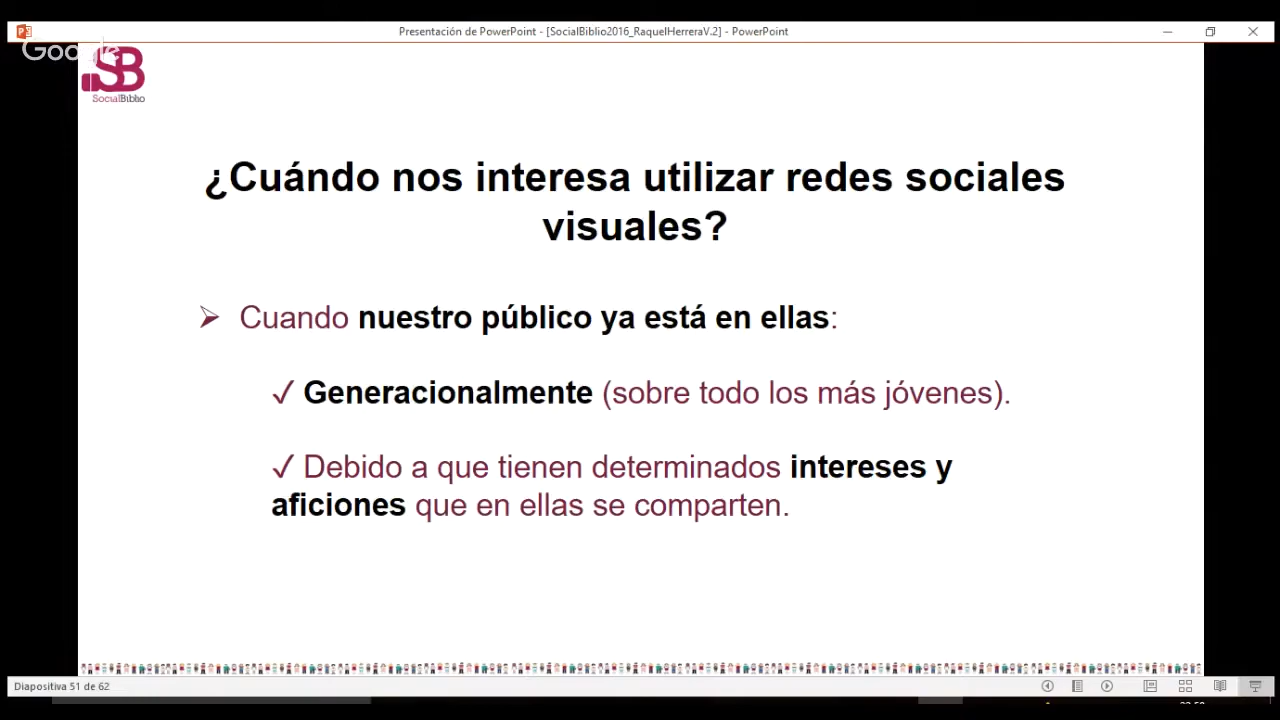 Presentación de PowerPoint - [SocialBiblio2016_RaquelHerreraV.2] - PowerPoint
Google
SB
SocialBiblio
¿Cuándo nos interesa utilizar redes sociales
visuales?
➢ Cuando nuestro público ya está en ellas:
✓ Generacionalmente (sobre todo los más jóvenes).
✓ Debido a que tienen determinados intereses y
aficiones que en ellas se comparten.
Diapositiva 51 de 62